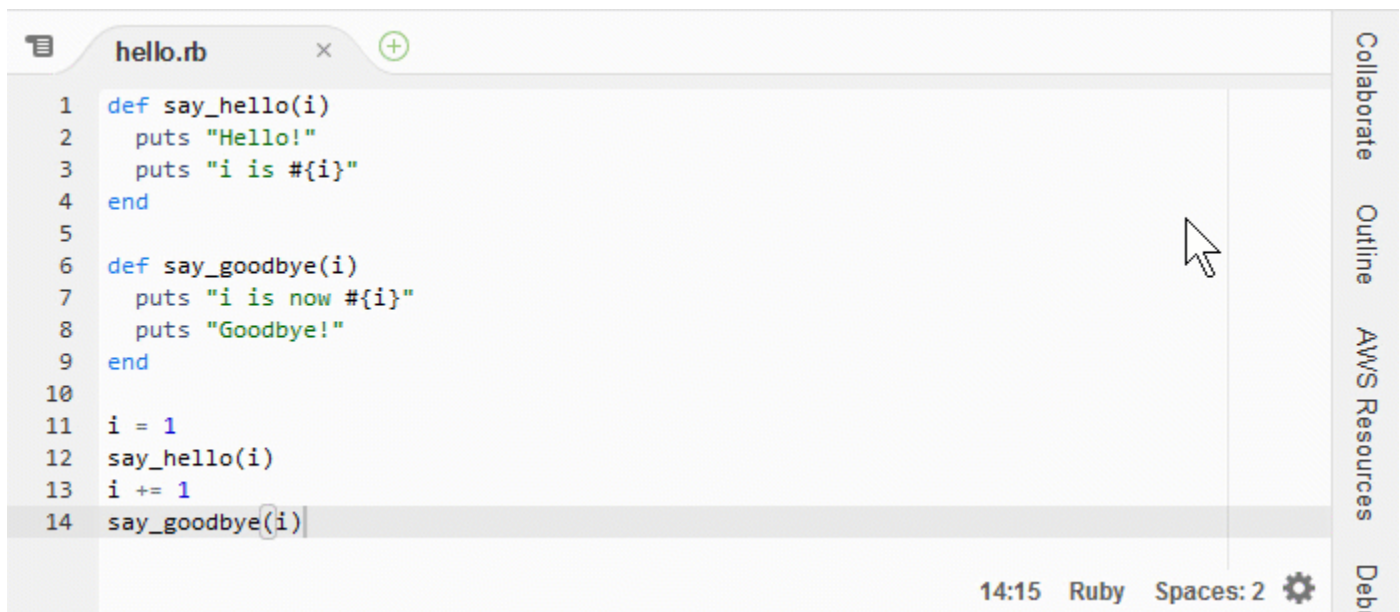 hello.rb ×
1 def say_hello(i)
2   puts "Hello!"
3   puts "i is #{i}"
4 end
5
6 def say_goodbye(i)
7   puts "i is now #{i}"
8   puts "Goodbye!"
9 end
10
11 i = 1
12 say_hello(i)
13 i += 1
14 say_goodbye(i)
14:15 Ruby Spaces: 2
Collaborate
Outline
AWS Resources
Deb